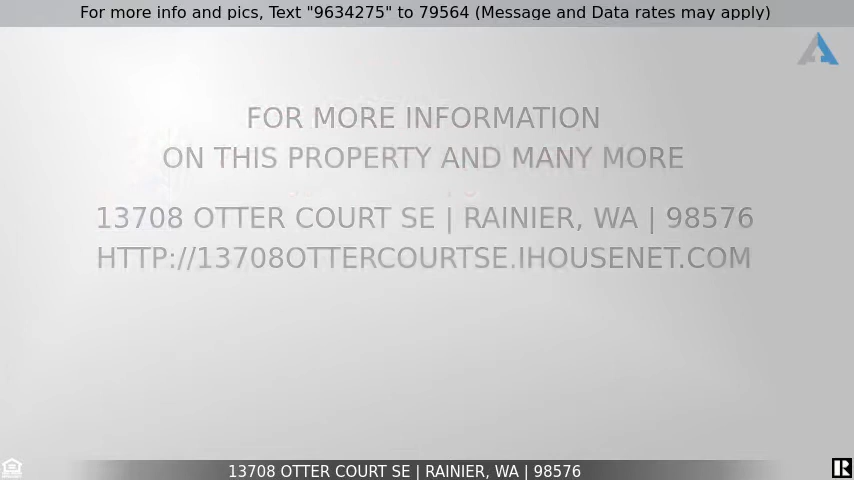 For more info and pics, Text "9634275" to 79564 (Message and Data rates may apply)
FOR MORE INFORMATION
ON THIS PROPERTY AND MANY MORE
13708 OTTER COURT SE | RAINIER, WA | 98576
HTTP://13708OTTERCOURTSE.IHOUSENET.COM
13708 OTTER COURT SE | RAINIER, WA | 98576